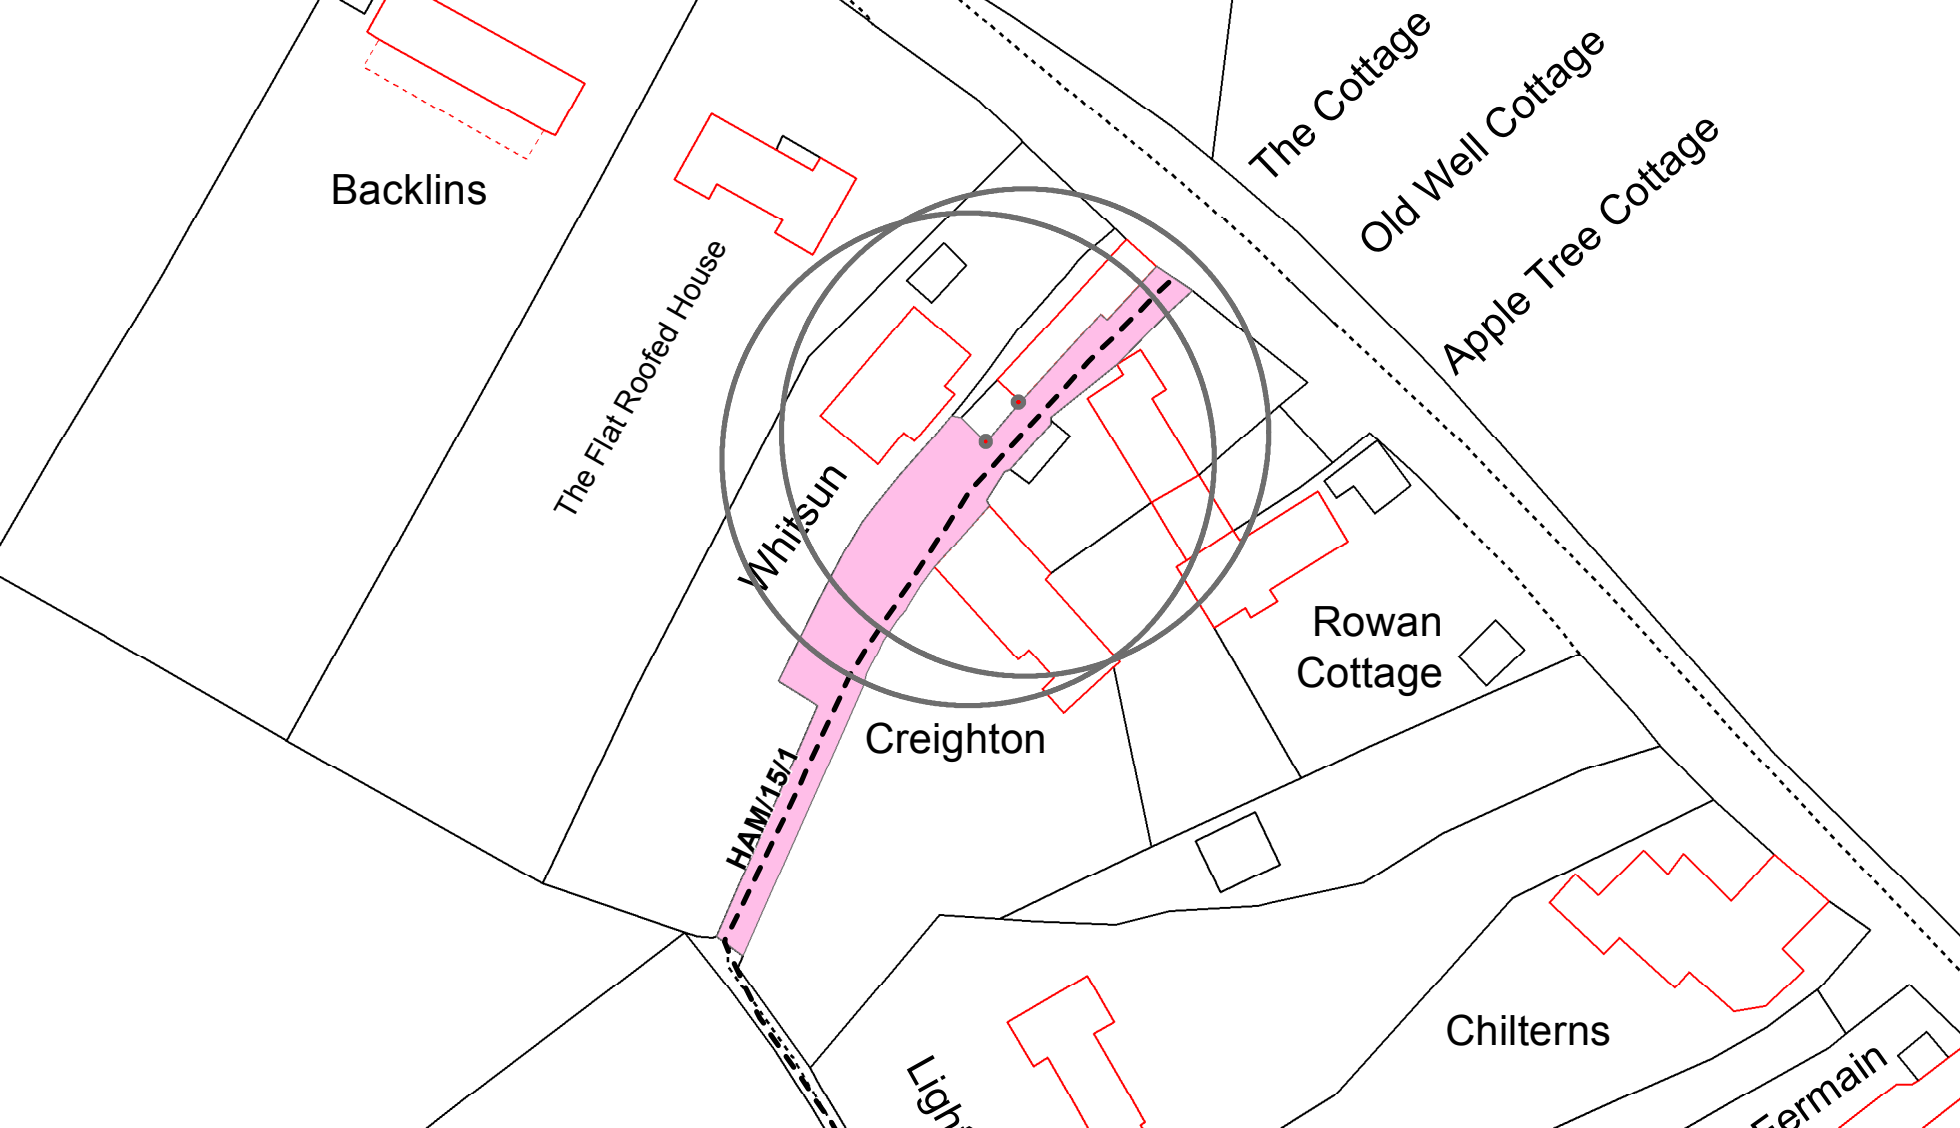 The Cottage
Old Well Cottage
Apple Tree Cottage
Backlins
The Flat Roofed House
Whitsun
Rowan
Cottage
Creighton
HAM/15/1
Chilterns
Fermain